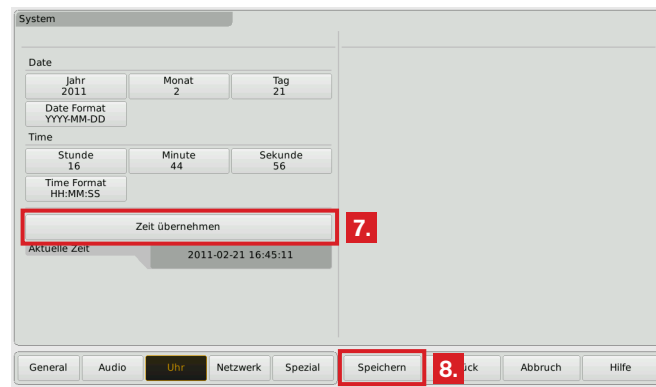 System
Date
Jahr Monat Tag
2011 2 21
Date Format
YYYY-MM-DD
Time
Stunde Minute Sekunde
16 44 56
Time Format
HH:MM:SS
Zeit übernehmen 7.
Aktuelle Zeit 2011-02-21 16:45:11
General Audio Uhr Netzwerk Spezial Speichern 8. Abbruch Hilfe